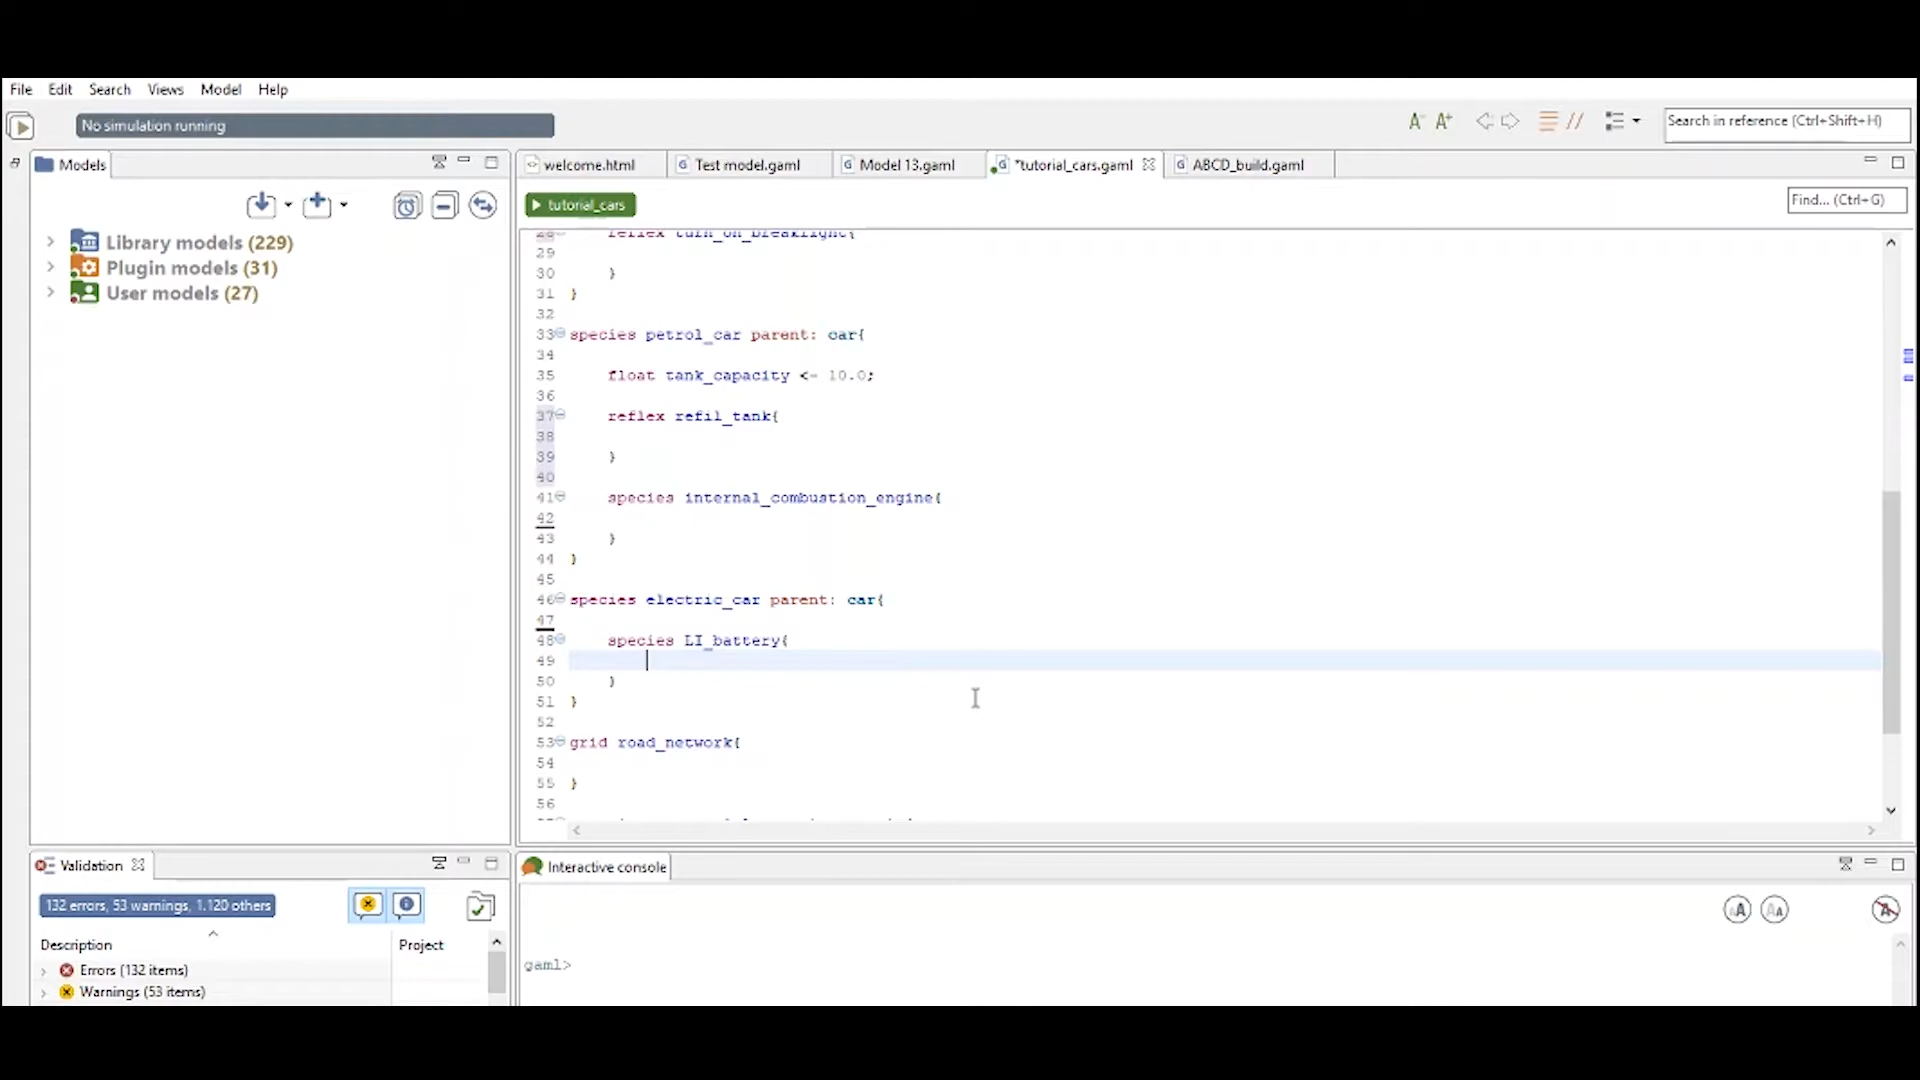 File Edit Search Views Model Help
No simulation running
Search in reference (Ctrl+Shift+H)
Models
welcome.html
Test model.gaml
Model 13.gaml
*tutorial_cars.gaml
ABCD_build.gaml
tutorial_cars
Find... (Ctrl+G)
Library models (229)
Plugin models (31)
User models (27)
28 reflex turn_on_breaklight{
29
30 }
31 }
32
33 species petrol_car parent: car{
34
35 float tank_capacity <- 10.0;
36
37 reflex refil_tank{
38
39 }
40
41 species internal_combustion_engine{
42
43 }
44 }
45
46 species electric_car parent: car{
47
48 species LI_battery{
49
50 }
51 }
52
53 grid road_network{
54
55 }
56
Validation
132 errors, 53 warnings, 1.120 others
Description Project
Errors (132 items)
Warnings (53 items)
Interactive console
gaml>